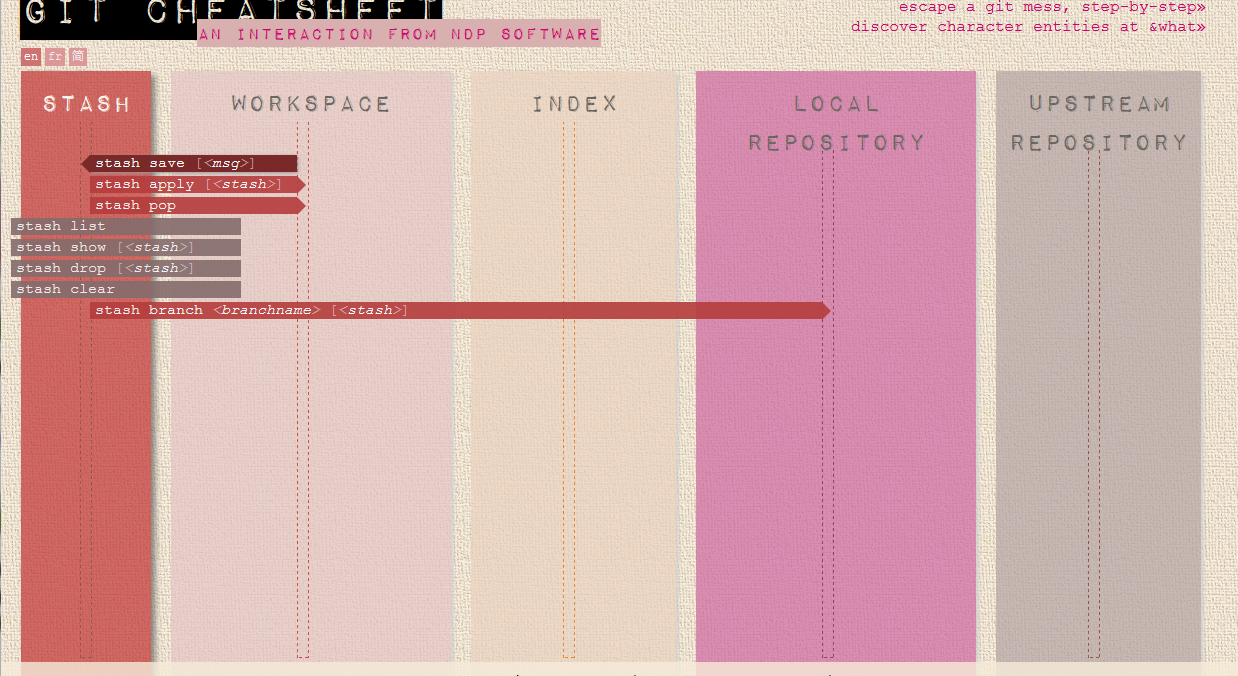 GIT CHEATSHEET
AN INTERACTION FROM NDP SOFTWARE
escape a git mess, step-by-step»
discover character entities at &what»
en fr 简
STASH
WORKSPACE
INDEX
LOCAL
REPOSITORY
UPSTREAM
REPOSITORY
stash save [<msg>]
stash apply [<stash>]
stash pop
stash list
stash show [<stash>]
stash drop [<stash>]
stash clear
stash branch <branchname> [<stash>]